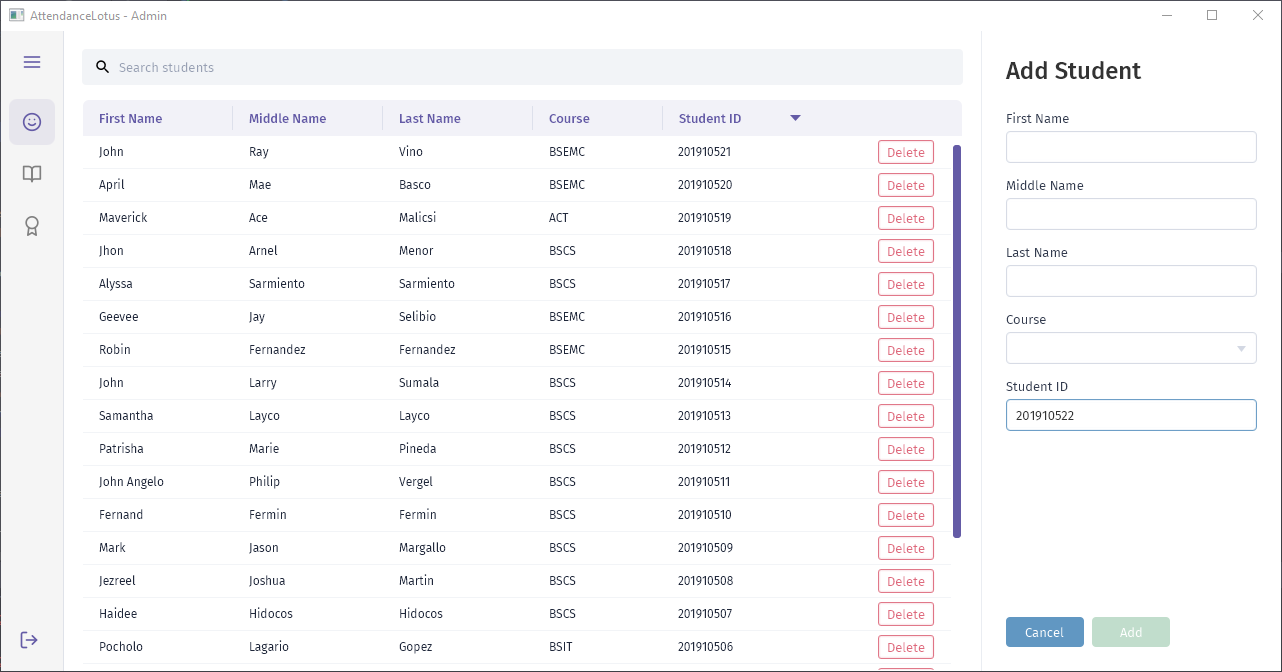 AttendanceLotus - Admin
Search students
First Name Middle Name Last Name Course Student ID
John Ray Vino BSEMC 201910521 Delete
April Mae Basco BSEMC 201910520 Delete
Maverick Ace Malicsi ACT 201910519 Delete
Jhon Arnel Menor BSCS 201910518 Delete
Alyssa Sarmiento Sarmiento BSCS 201910517 Delete
Geevee Jay Selibio BSEMC 201910516 Delete
Robin Fernandez Fernandez BSEMC 201910515 Delete
John Larry Sumala BSCS 201910514 Delete
Samantha Layco Layco BSCS 201910513 Delete
Patrisha Marie Pineda BSCS 201910512 Delete
John Angelo Philip Vergel BSCS 201910511 Delete
Fernand Fermin Fermin BSCS 201910510 Delete
Mark Jason Margallo BSCS 201910509 Delete
Jezreel Joshua Martin BSCS 201910508 Delete
Haidee Hidocos Hidocos BSCS 201910507 Delete
Pocholo Lagario Gopez BSIT 201910506 Delete
Add Student
First Name
Middle Name
Last Name
Course
Student ID
201910522
Cancel Add